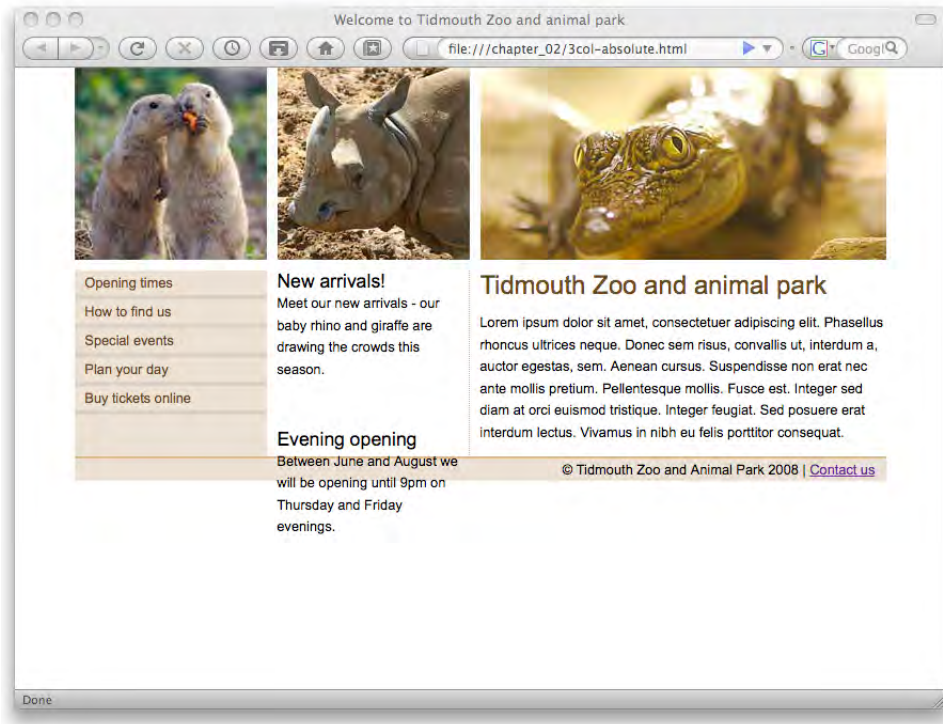 Welcome to Tidmouth Zoo and animal park
file:///chapter_02/3col-absolute.html
G Googl
Opening times
How to find us
Special events
Plan your day
Buy tickets online
New arrivals!
Meet our new arrivals - our
baby rhino and giraffe are
drawing the crowds this
season.
Evening opening
Between June and August we
will be opening until 9pm on
Thursday and Friday
evenings.
Tidmouth Zoo and animal park
Lorem ipsum dolor sit amet, consectetuer adipiscing elit. Phasellus
rhoncus ultrices neque. Donec sem risus, convallis ut, interdum a,
auctor egestas, sem. Aenean cursus. Suspendisse non erat nec
ante mollis pretium. Pellentesque mollis. Fusce est. Integer sed
diam at orci euismod tristique. Integer feugiat. Sed posuere erat
interdum lectus. Vivamus in nibh eu felis porttitor consequat.
© Tidmouth Zoo and Animal Park 2008 | Contact us
Done